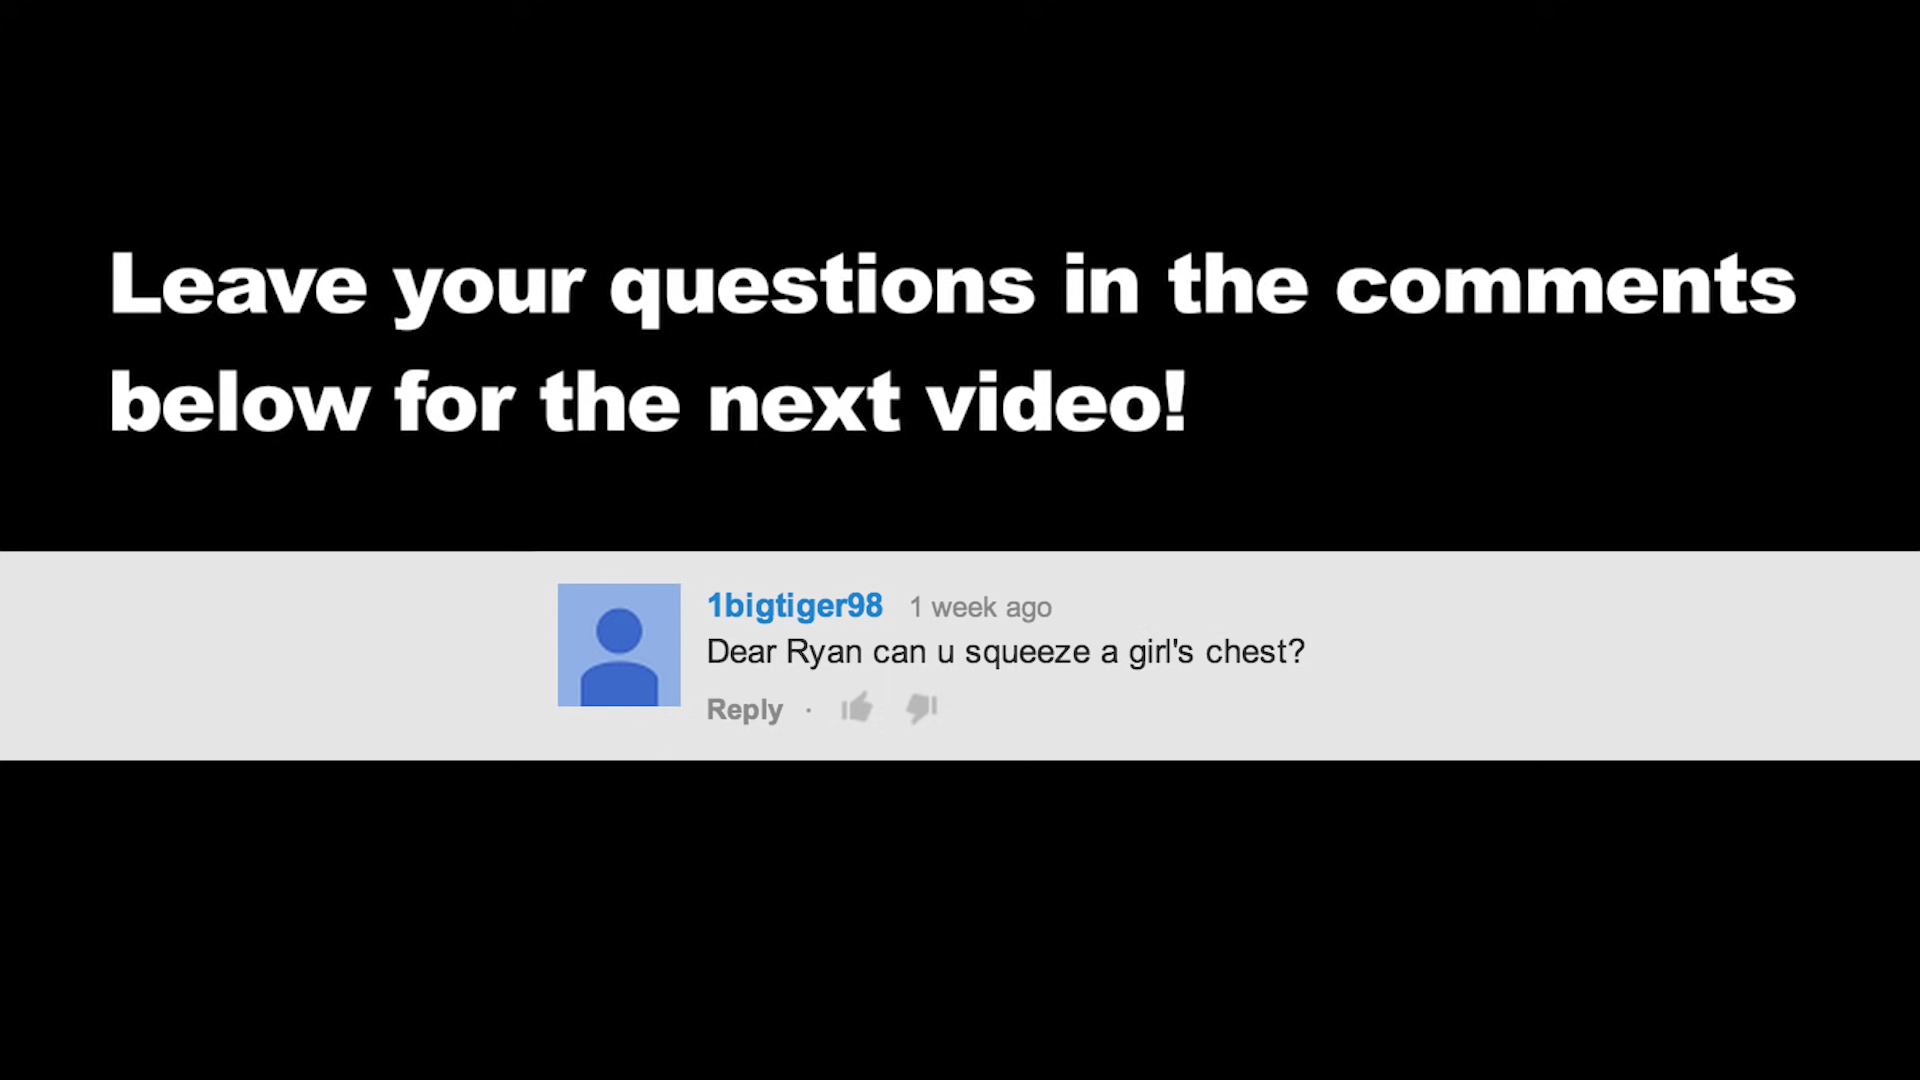 Leave your questions in the comments
below for the next video!
1bigtiger98 1 week ago
Dear Ryan can u squeeze a girl's chest?
Reply ·